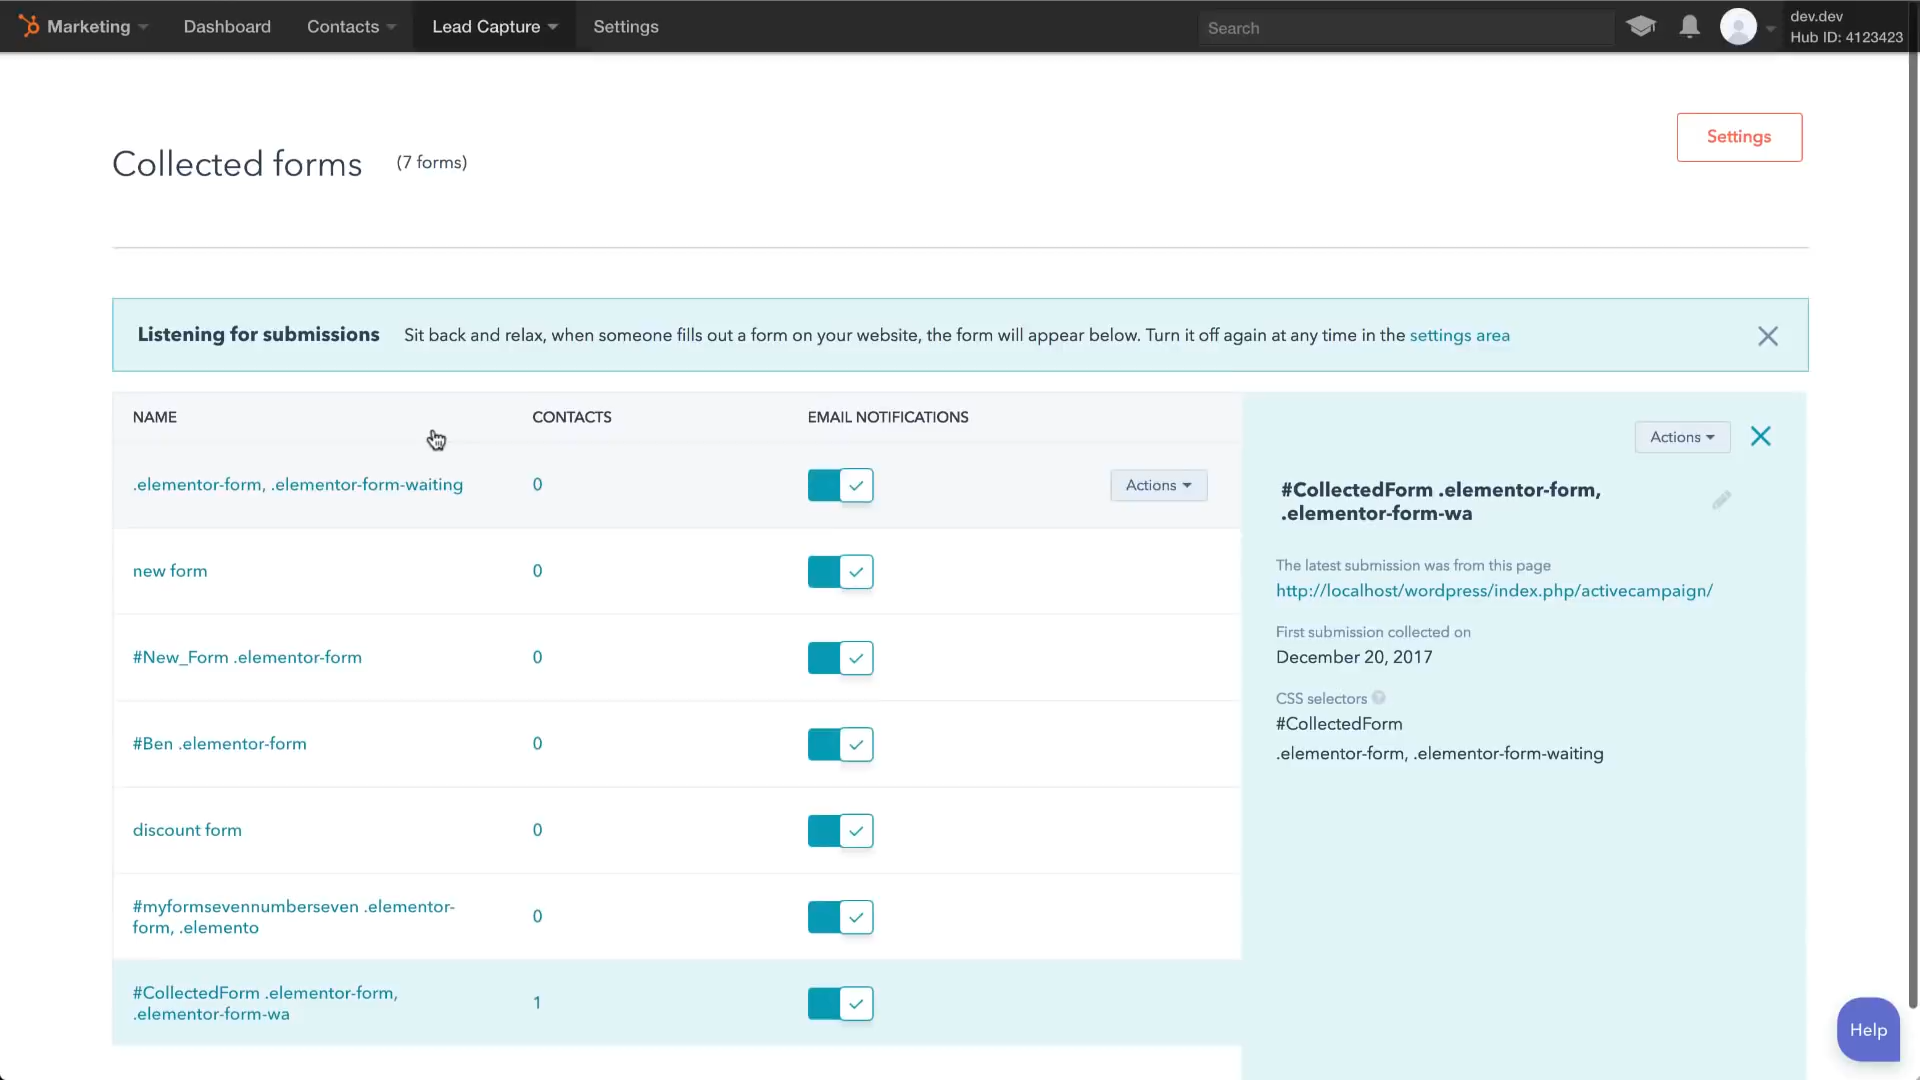 Marketing Dashboard Contacts Lead Capture Settings Search dev.dev
Hub ID: 4123423
Settings
Collected forms (7 forms)
Listening for submissions Sit back and relax, when someone fills out a form on your website, the form will appear below. Turn it off again at any time in the settings area
NAME CONTACTS EMAIL NOTIFICATIONS
.elementor-form, .elementor-form-waiting 0 Actions
new form 0
#New_Form .elementor-form 0
#Ben .elementor-form 0
discount form 0
#myformsevennumberseven .elementor-
form, .elemento
0
#CollectedForm .elementor-form,
.elementor-form-wa
1
Actions
#CollectedForm .elementor-form,
.elementor-form-wa
The latest submission was from this page
http://localhost/wordpress/index.php/activecampaign/
First submission collected on
December 20, 2017
CSS selectors ?
#CollectedForm
.elementor-form, .elementor-form-waiting
Help